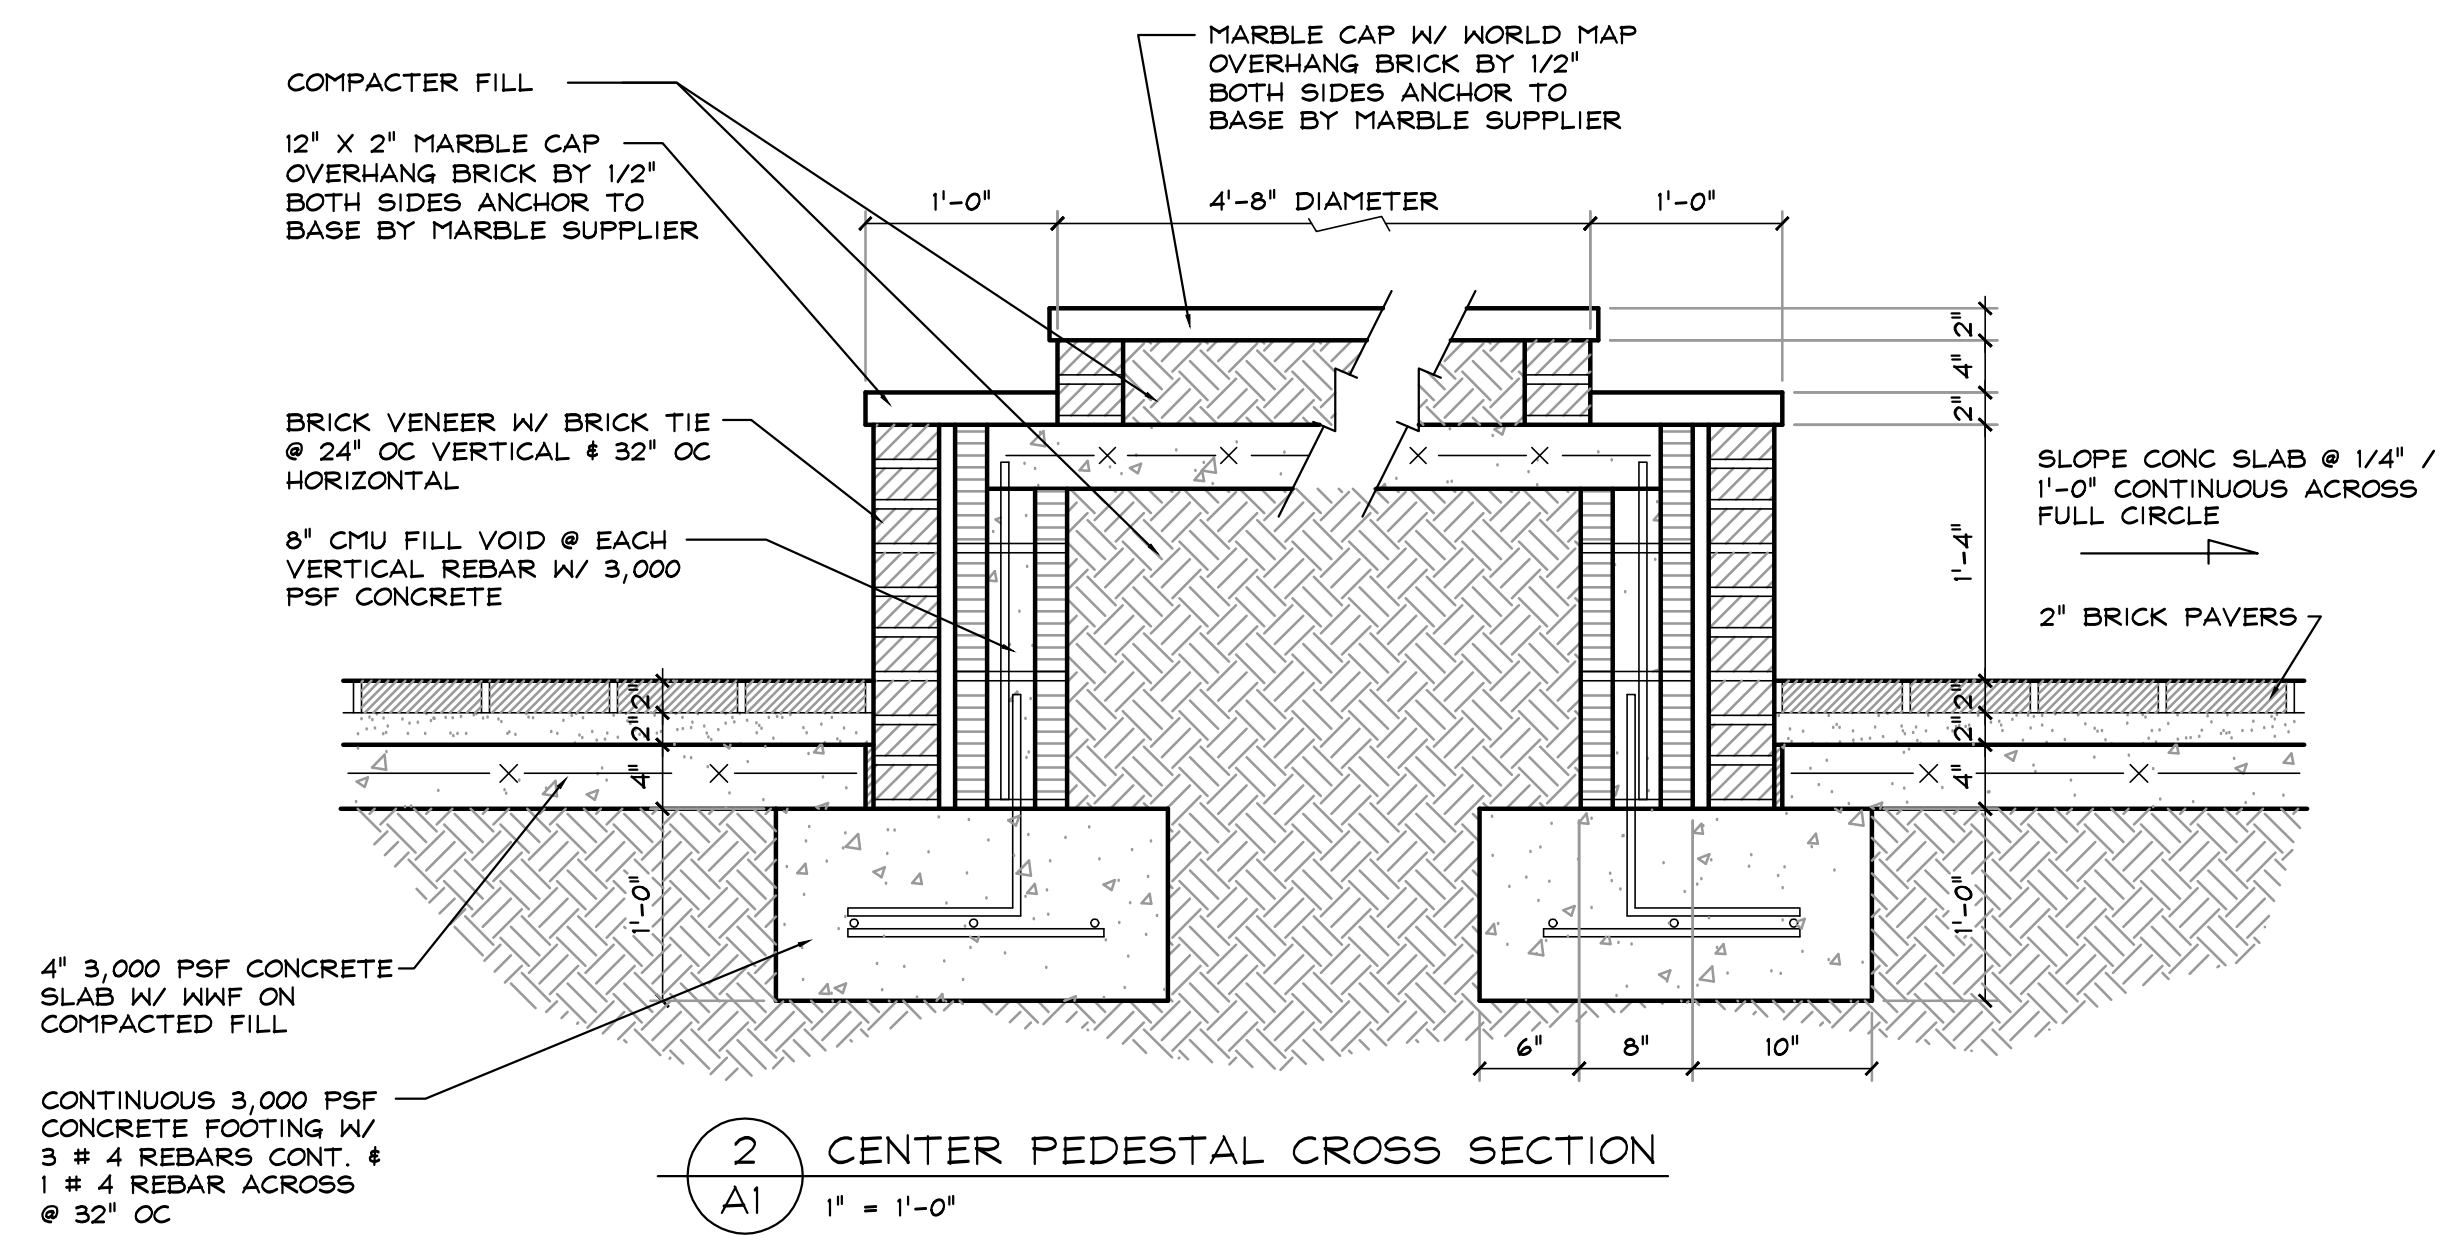 MARBLE CAP W/ WORLD MAP
OVERHANG BRICK BY 1/2"
BOTH SIDES ANCHOR TO
BASE BY MARBLE SUPPLIER
COMPACTER FILL
12" X 2" MARBLE CAP
OVERHANG BRICK BY 1/2"
BOTH SIDES ANCHOR TO
BASE BY MARBLE SUPPLIER
1'-0"
4'-8" DIAMETER
1'-0"
2"
4"
2"
1'-4"
2"
2"
4"
1'-0"
BRICK VENEER W/ BRICK TIE
@ 24" OC VERTICAL & 32" OC
HORIZONTAL
8" CMU FILL VOID @ EACH
VERTICAL REBAR W/ 3,000
PSF CONCRETE
SLOPE CONC SLAB @ 1/4" /
1'-0" CONTINUOUS ACROSS
FULL CIRCLE
2" BRICK PAVERS
2"
2"
4"
1'-0"
4" 3,000 PSF CONCRETE
SLAB W/ WWF ON
COMPACTED FILL
6"
8"
10"
CONTINUOUS 3,000 PSF
CONCRETE FOOTING W/
3 # 4 REBARS CONT. &
1 # 4 REBAR ACROSS
@ 32" OC
2
A1
CENTER PEDESTAL CROSS SECTION
1" = 1'-0"